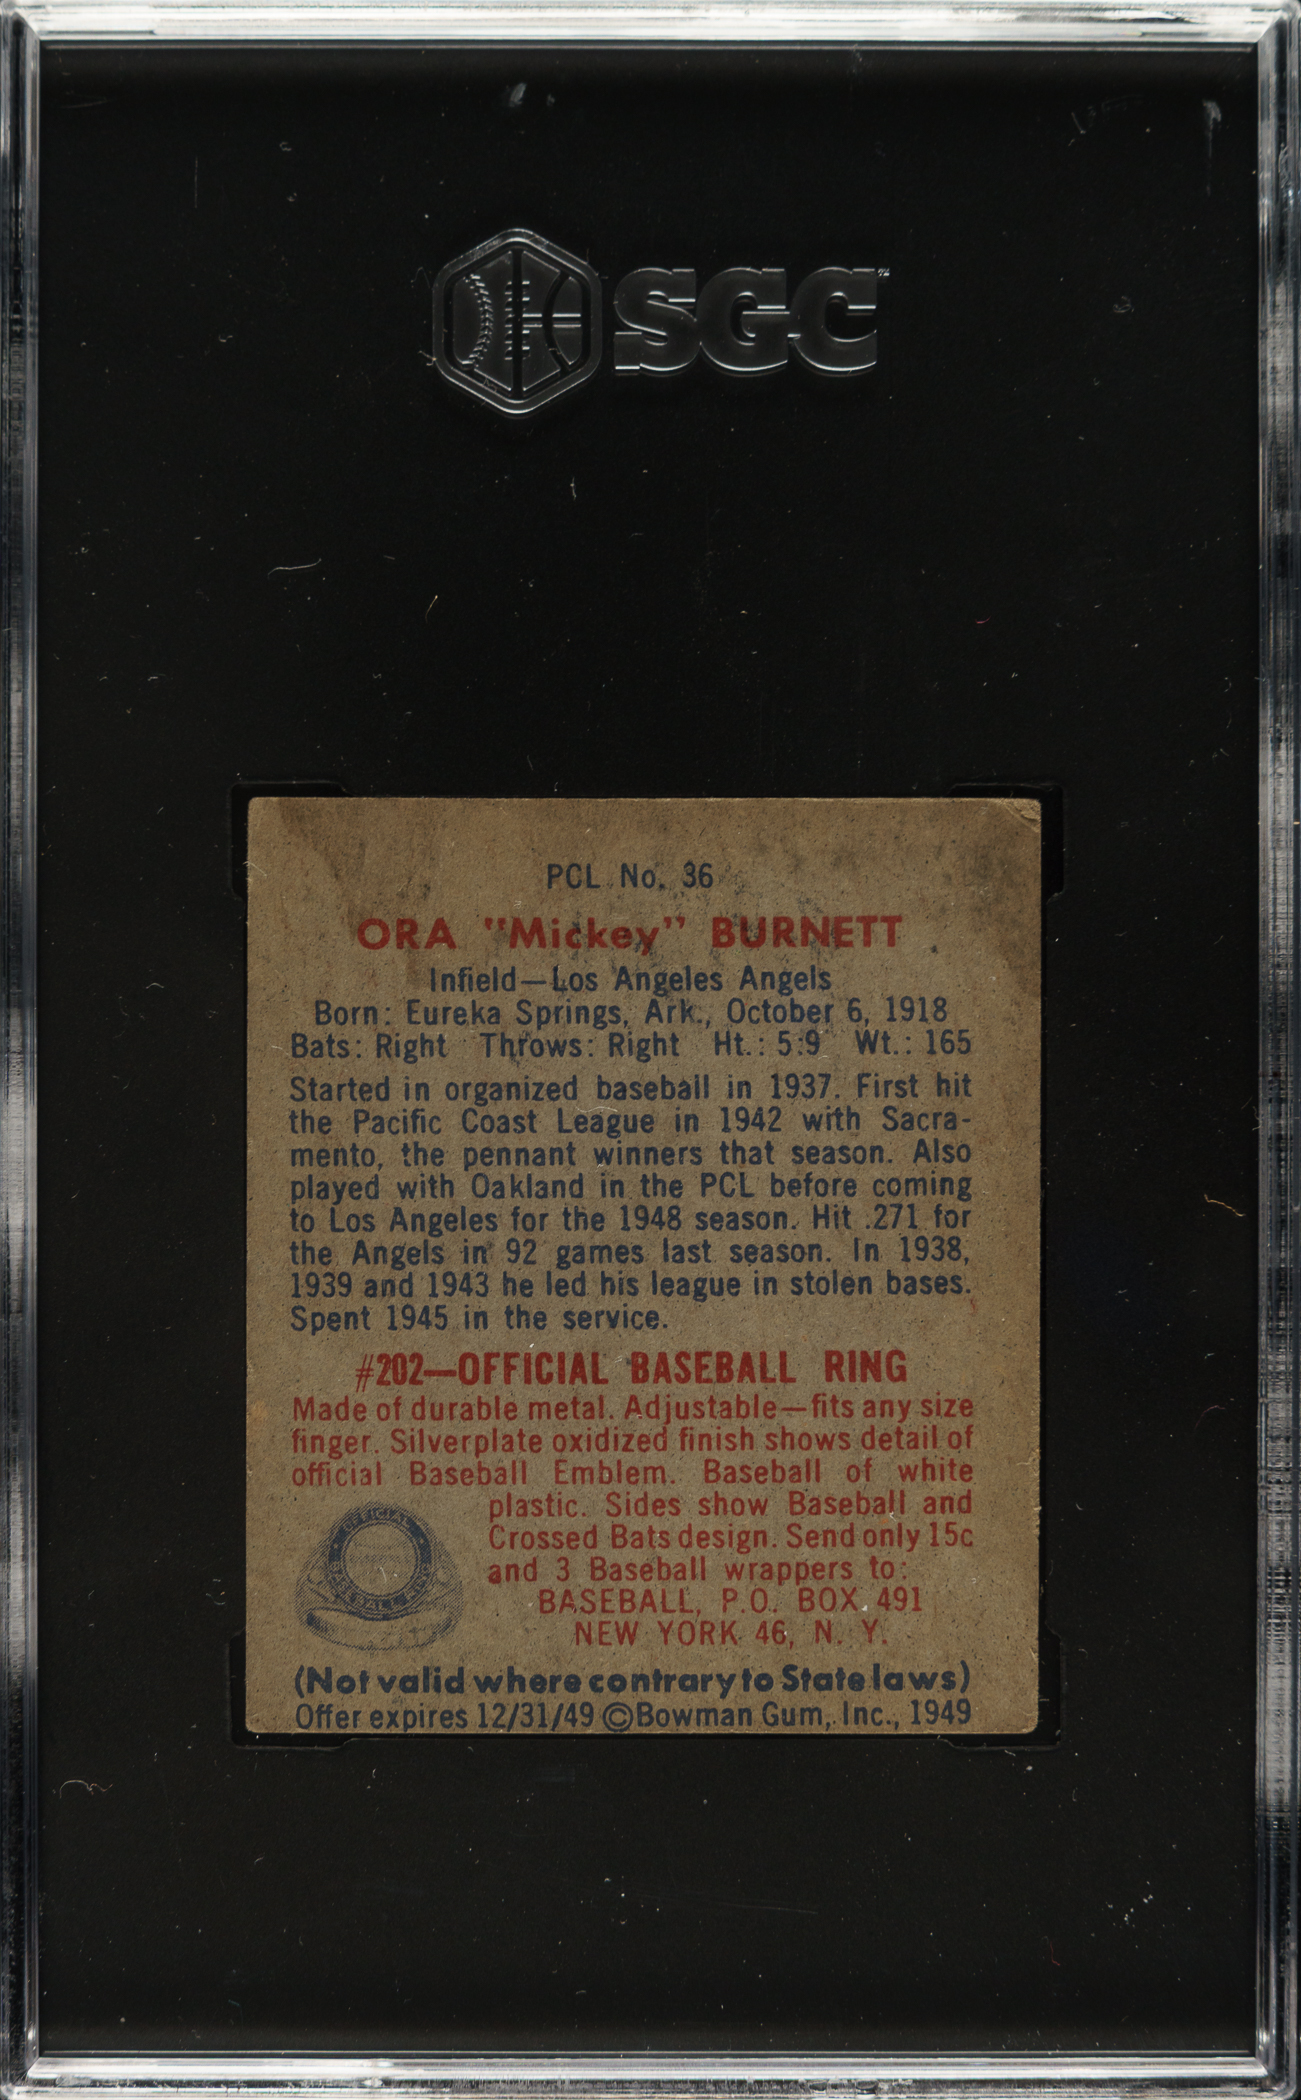 SGC
PCL No. 36
ORA "Mickey" BURNETT
Infield—Los Angeles Angels
Born: Eureka Springs, Ark., October 6, 1918
Bats: Right Throws: Right Ht.: 5:9 Wt.: 165
Started in organized baseball in 1937. First hit
the Pacific Coast League in 1942 with Sacra-
mento, the pennant winners that season. Also
played with Oakland in the PCL before coming
to Los Angeles for the 1948 season. Hit .271 for
the Angels in 92 games last season. In 1938,
1939 and 1943 he led his league in stolen bases.
Spent 1945 in the service.
#202—OFFICIAL BASEBALL RING
Made of durable metal. Adjustable—fits any size
finger. Silverplate oxidized finish shows detail of
official Baseball Emblem. Baseball of white
plastic. Sides show Baseball and
Crossed Bats design. Send only 15c
and 3 Baseball wrappers to:
BASEBALL, P.O. BOX 491
NEW YORK 46, N. Y.
OFFICIAL
BASEBALL RING
(Not valid where contrary to State laws)
Offer expires 12/31/49 ©Bowman Gum, Inc., 1949